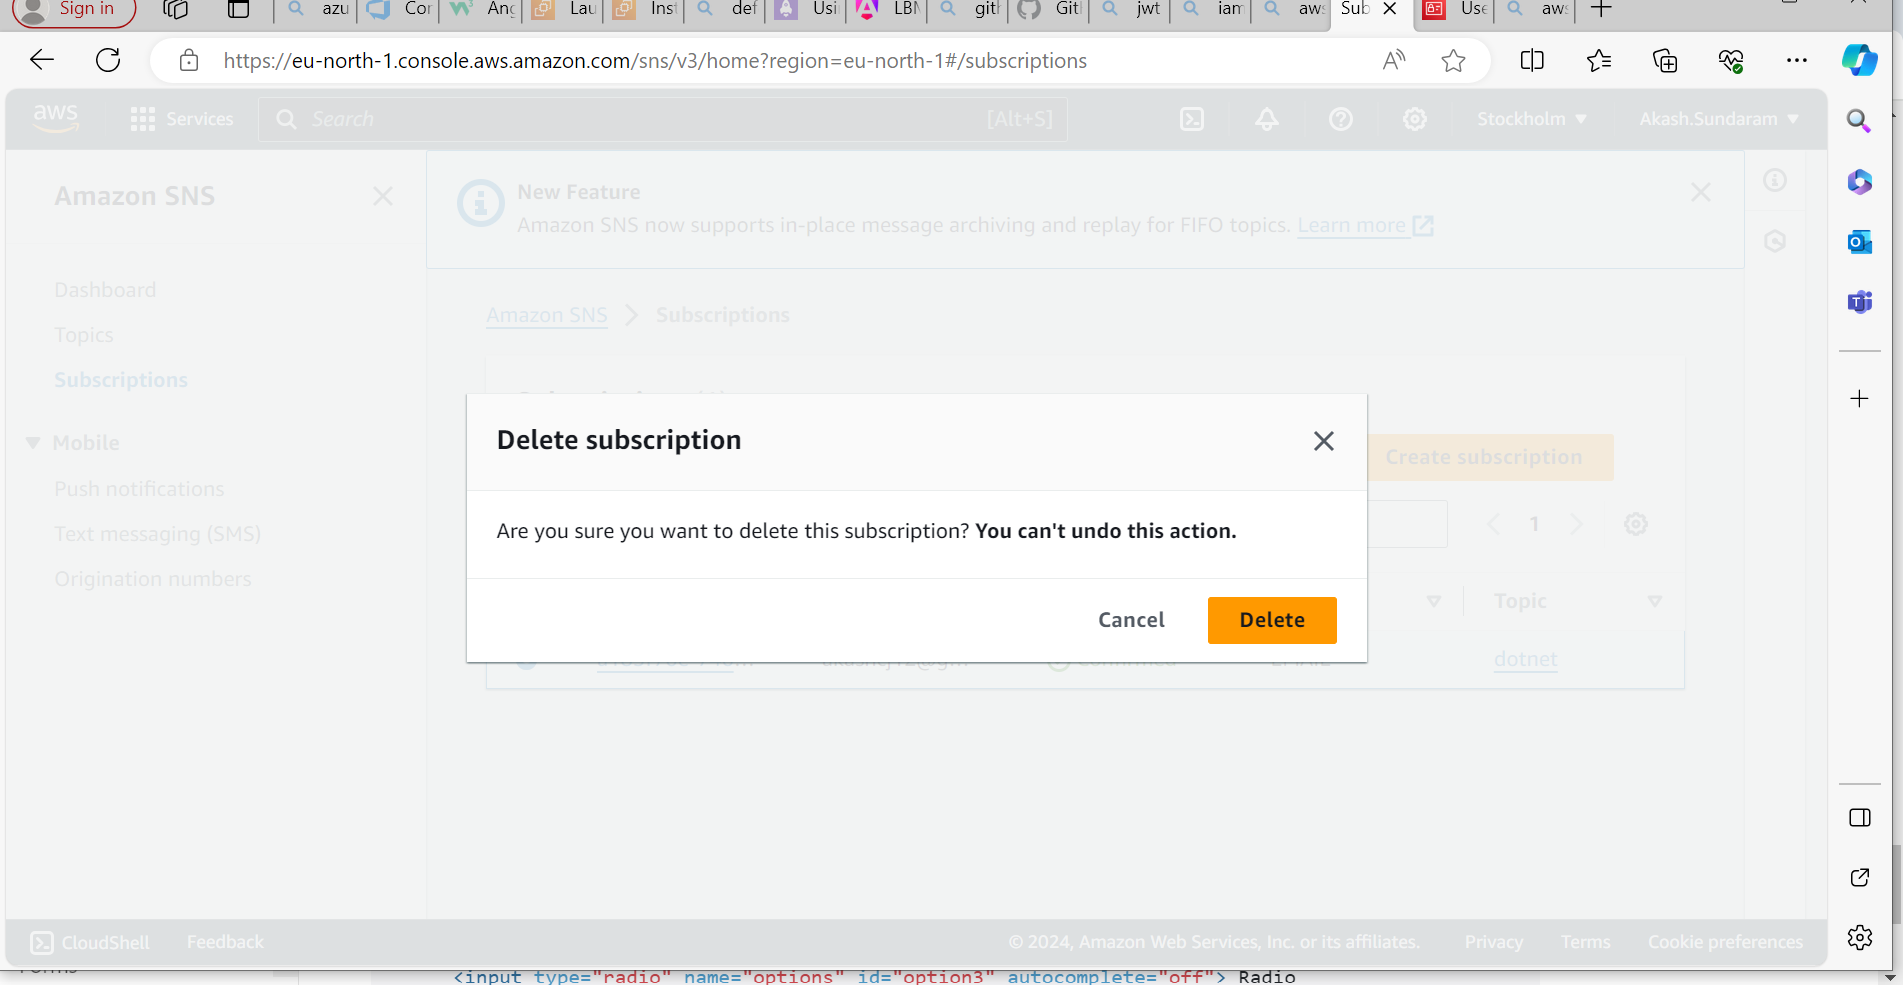 Sign in azu Cor Ang Lau Inst def Usi LBM gith Gitl jwt iam aws Sub Use aws
https://eu-north-1.console.aws.amazon.com/sns/v3/home?region=eu-north-1#/subscriptions
aws Services Search [Alt+S] Stockholm Akash.Sundaram
Amazon SNS
New Feature
Amazon SNS now supports in-place message archiving and replay for FIFO topics. Learn more
Dashboard
Topics
Subscriptions
Mobile
Push notifications
Text messaging (SMS)
Origination numbers
Amazon SNS Subscriptions
Create subscription
1
Topic
dotnet
Delete subscription
Are you sure you want to delete this subscription? You can't undo this action.
Cancel Delete
CloudShell Feedback © 2024, Amazon Web Services, Inc. or its affiliates. Privacy Terms Cookie preferences
<input type="radio" name="options" id="option3" autocomplete="off"> Radio